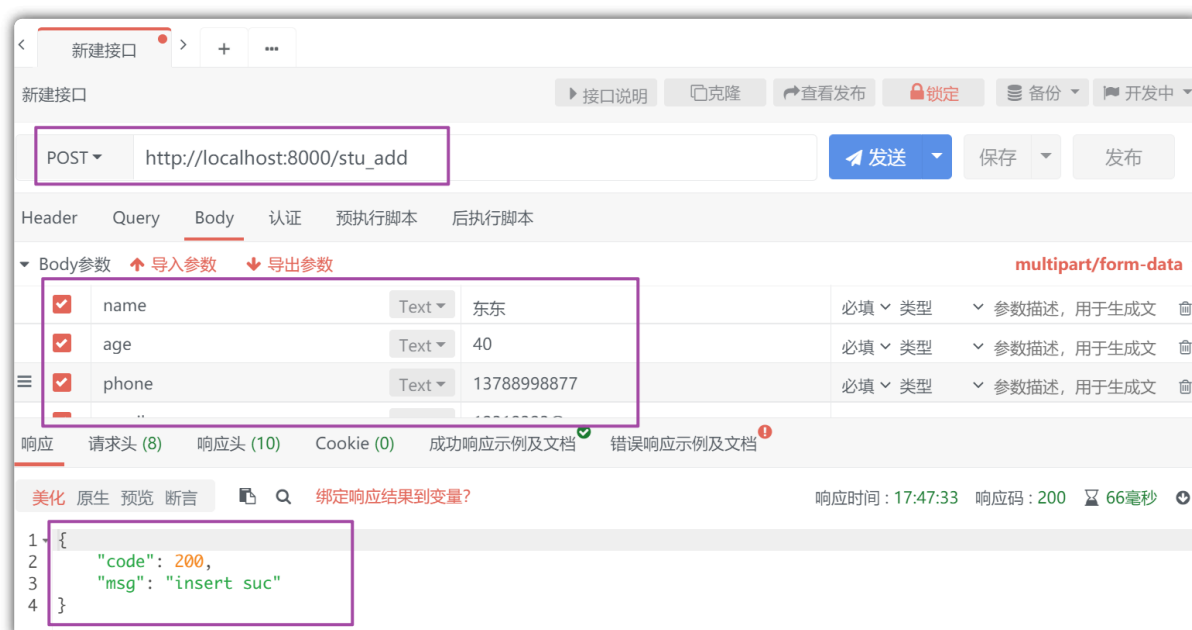 新建接口
+
•••
新建接口
接口说明 克隆 查看发布 锁定 备份 开发中
POST http://localhost:8000/stu_add 发送 保存 发布
Header Query Body 认证 预执行脚本 后执行脚本
Body参数 导入参数 导出参数 multipart/form-data
name Text 东东 必填 类型 参数描述，用于生成文
age Text 40 必填 类型 参数描述，用于生成文
phone Text 13788998877 必填 类型 参数描述，用于生成文
响应 请求头 (8) 响应头 (10) Cookie (0) 成功响应示例及文档 错误响应示例及文档
美化 原生 预览 断言 绑定响应结果到变量? 响应时间 : 17:47:33 响应码 : 200 66毫秒
1 {
2 "code": 200,
3 "msg": "insert suc"
4 }